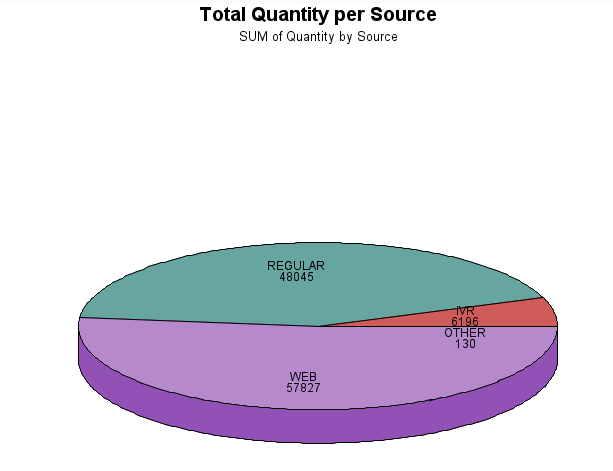 Total Quantity per Source
SUM of Quantity by Source
REGULAR
48045
IVR
6196
OTHER
130
WEB
57827